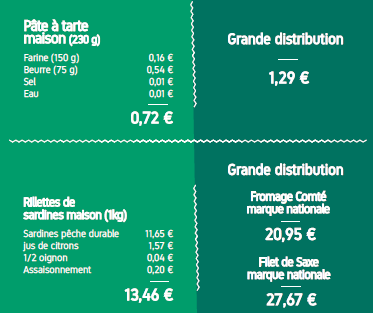 Pâte à tarte
maison (230 g)
Farine (150 g) 0,16 €
Beurre (75 g) 0,54 €
Sel 0,01 €
Eau 0,01 €
0,72 €
Grande distribution
1,29 €
Rillettes de
sardines maison (1kg)
Sardines pêche durable 11,65 €
jus de citrons 1,57 €
1/2 oignon 0,04 €
Assaisonnement 0,20 €
13,46 €
Grande distribution
Fromage Comté
marque nationale
20,95 €
Filet de Saxe
marque nationale
27,67 €